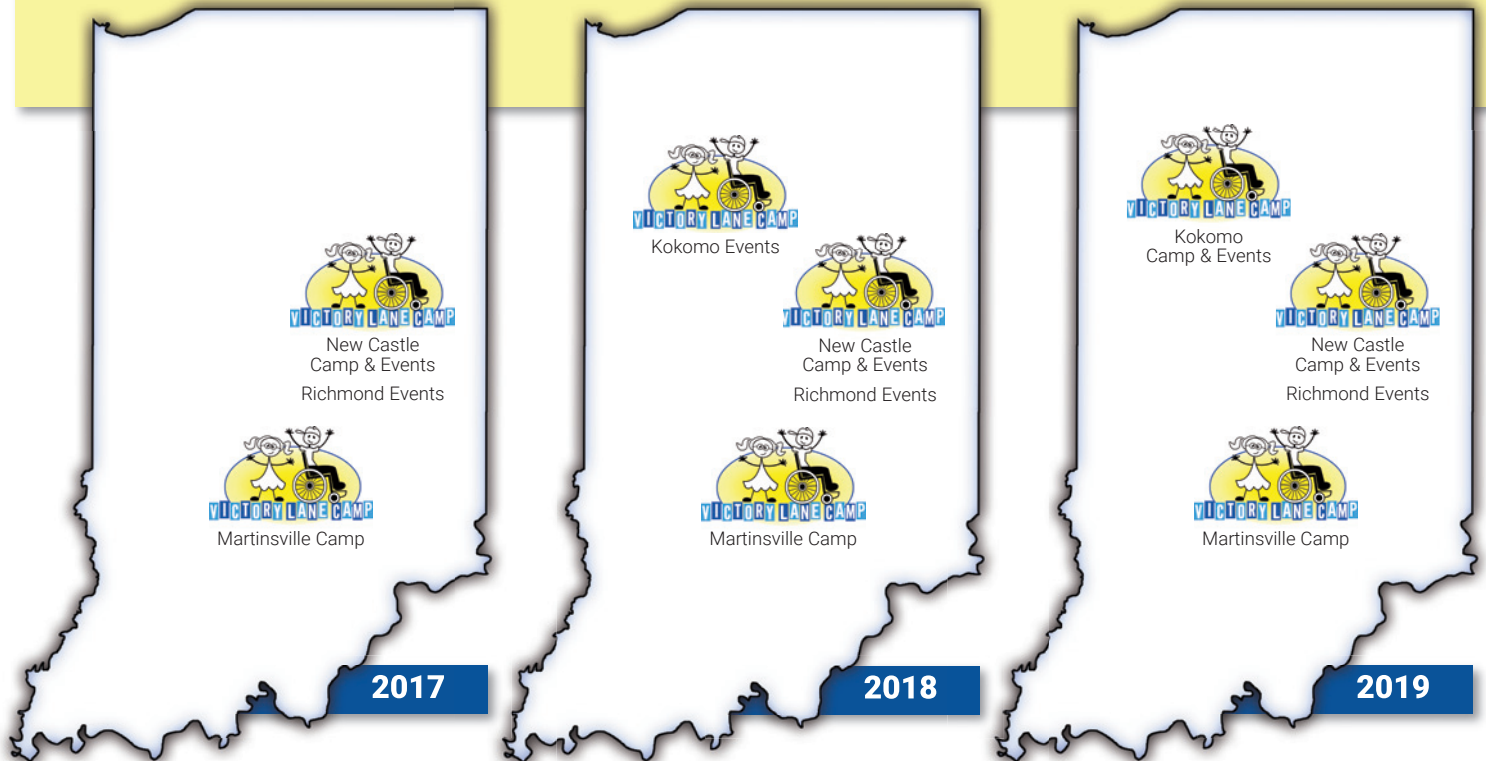 VICTORY LANE CAMP
New Castle
Camp & Events
Richmond Events
VICTORY LANE CAMP
Martinsville Camp
2017
VICTORY LANE CAMP
Kokomo Events
VICTORY LANE CAMP
New Castle
Camp & Events
Richmond Events
VICTORY LANE CAMP
Martinsville Camp
2018
VICTORY LANE CAMP
Kokomo
Camp & Events
VICTORY LANE CAMP
New Castle
Camp & Events
Richmond Events
VICTORY LANE CAMP
Martinsville Camp
2019